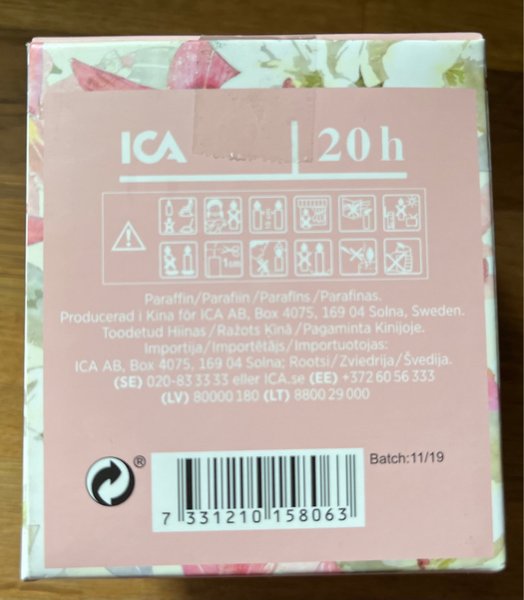 ICA
20 h
1 cm
Paraffin/Parafiin/Parafīns/Parafinas.
Producerad i Kina för ICA AB, Box 4075, 169 04 Solna, Sweden.
Toodetud Hiinas/Ražots Ķīnā/Pagaminta Kinijoje.
Importija/Importētājs/Importuotojas:
ICA AB, Box 4075, 169 04 Solna; Rootsi/Zviedrija/Švedija.
(SE) 020-83 33 33 eller ICA.se (EE) +372 60 56 333
(LV) 80000 180 (LT) 8800 29 000
Batch:11/19
®
7 331210 158063